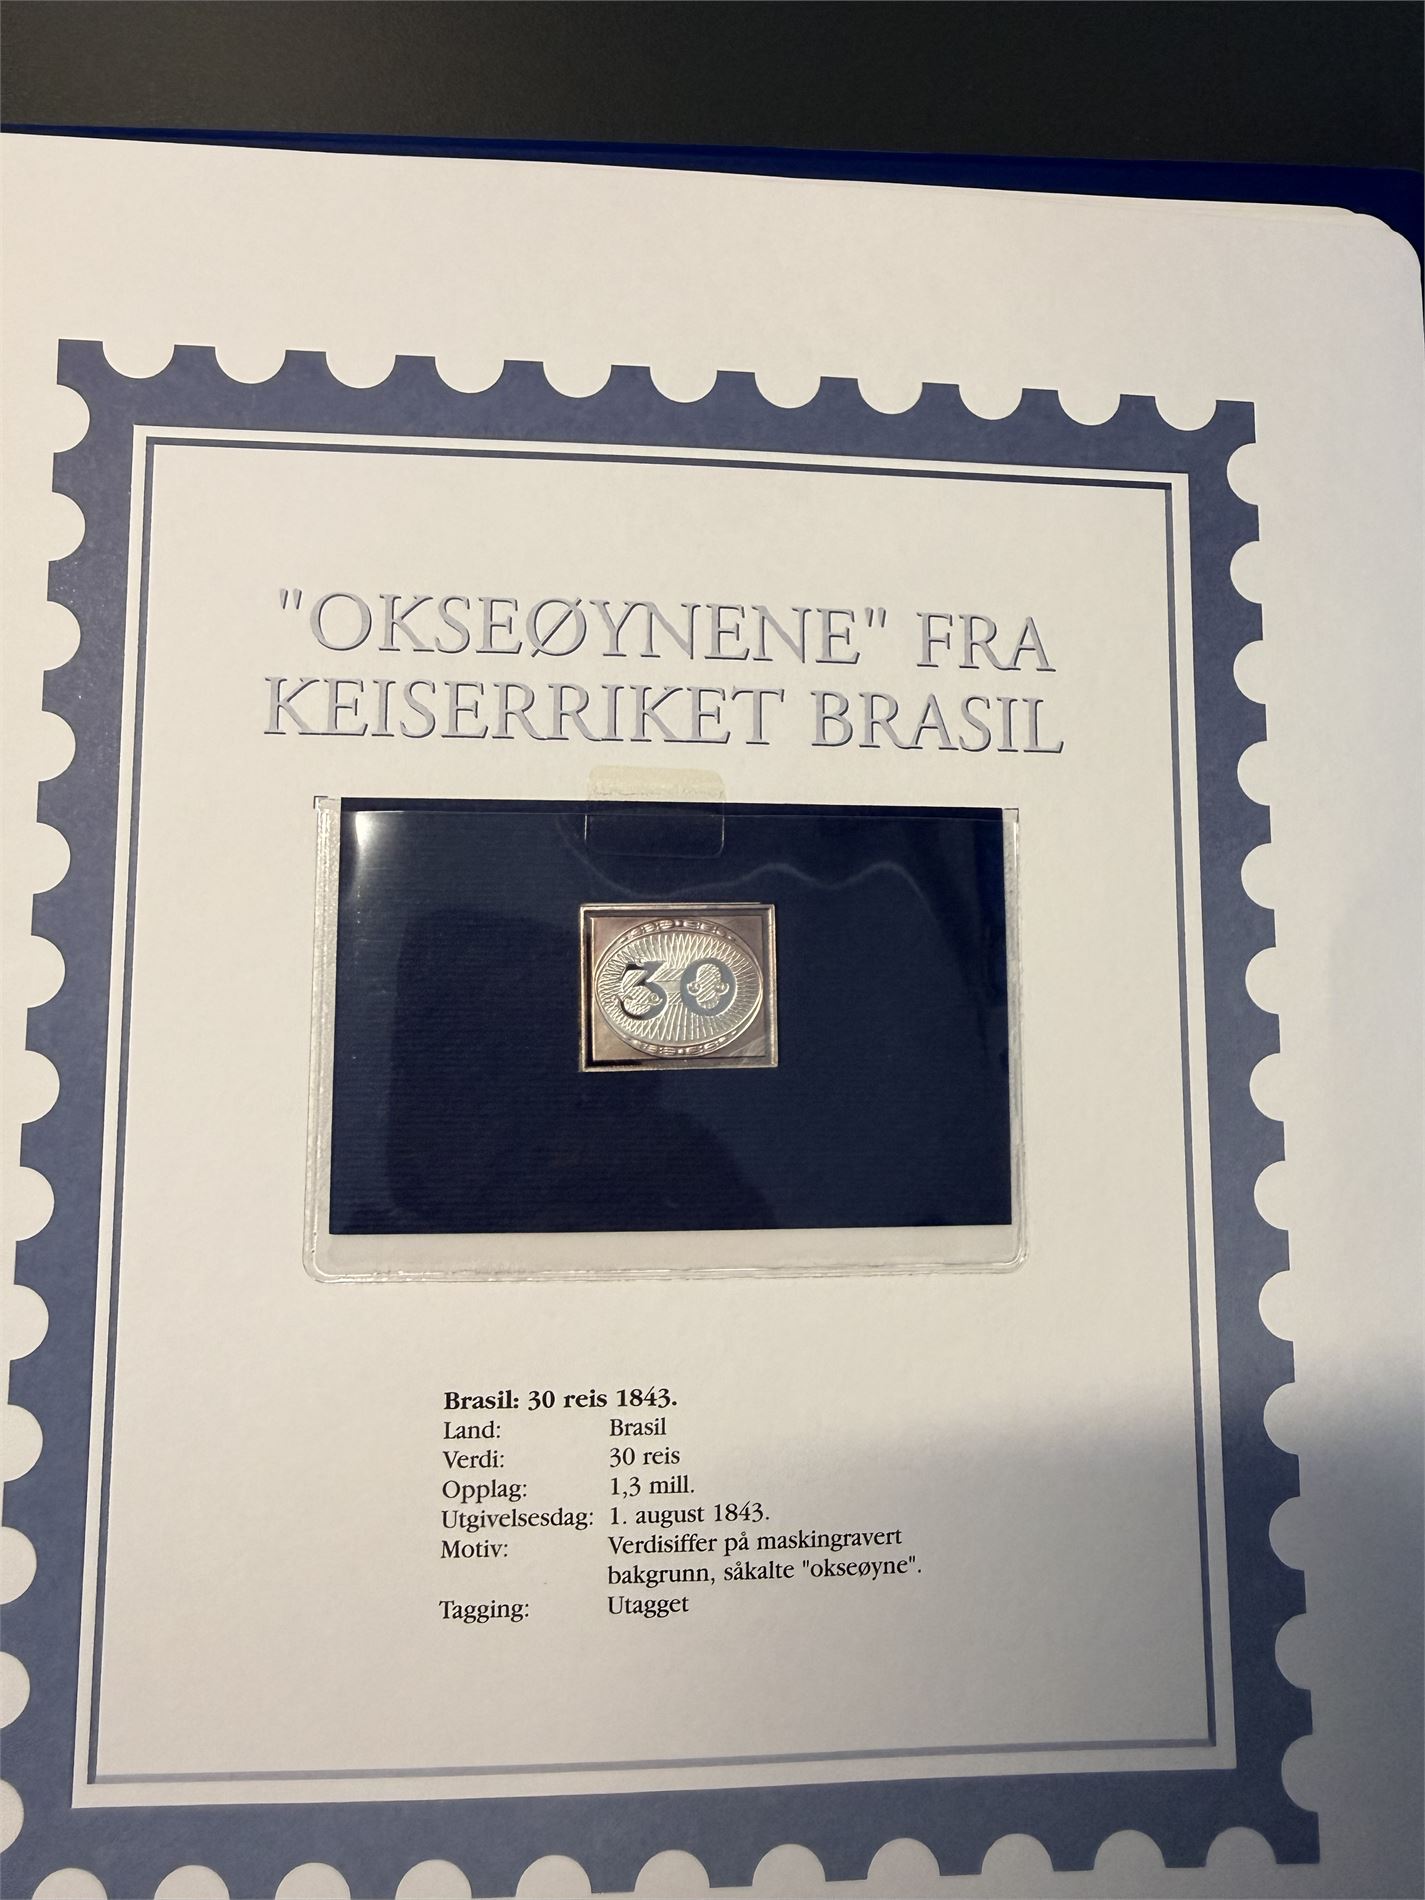 "OKSEØYNENE" FRA
KEISERRIKET BRASIL
30
Brasil: 30 reis 1843.
Land: Brasil
Verdi: 30 reis
Opplag: 1,3 mill.
Utgivelsesdag: 1. august 1843.
Motiv: Verdisiffer på maskingravert
bakgrunn, såkalte "okseøyne".
Tagging: Utagget